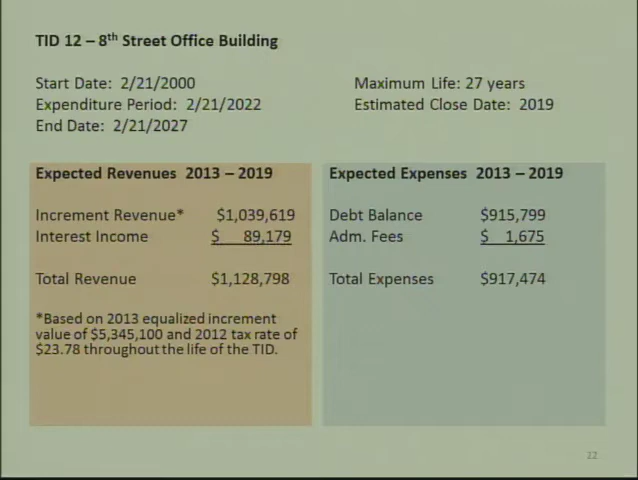 TID 12 – 8th Street Office Building
Start Date: 2/21/2000
Maximum Life: 27 years
Expenditure Period: 2/21/2022
Estimated Close Date: 2019
End Date: 2/21/2027
Expected Revenues 2013 – 2019
Increment Revenue* $1,039,619
Interest Income $ 89,179
Total Revenue $1,128,798
*Based on 2013 equalized increment
value of $5,345,100 and 2012 tax rate of
$23.78 throughout the life of the TID.
Expected Expenses 2013 – 2019
Debt Balance $915,799
Adm. Fees $ 1,675
Total Expenses $917,474
22